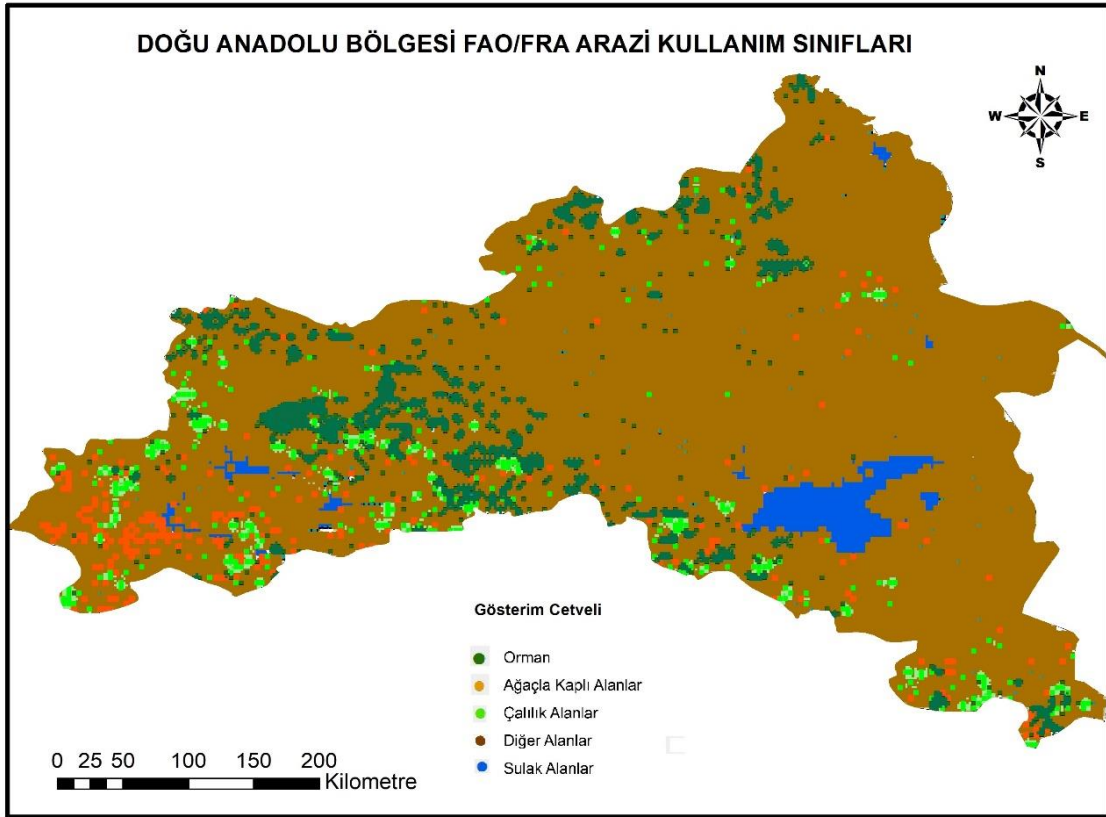 DOĞU ANADOLU BÖLGESİ FAO/FRA ARAZİ KULLANIM SINIFLARI
N
W E
S
Gösterim Cetveli
Orman
Ağaçla Kaplı Alanlar
Çalılık Alanlar
Diğer Alanlar
Sulak Alanlar
0 25 50 100 150 200
Kilometre